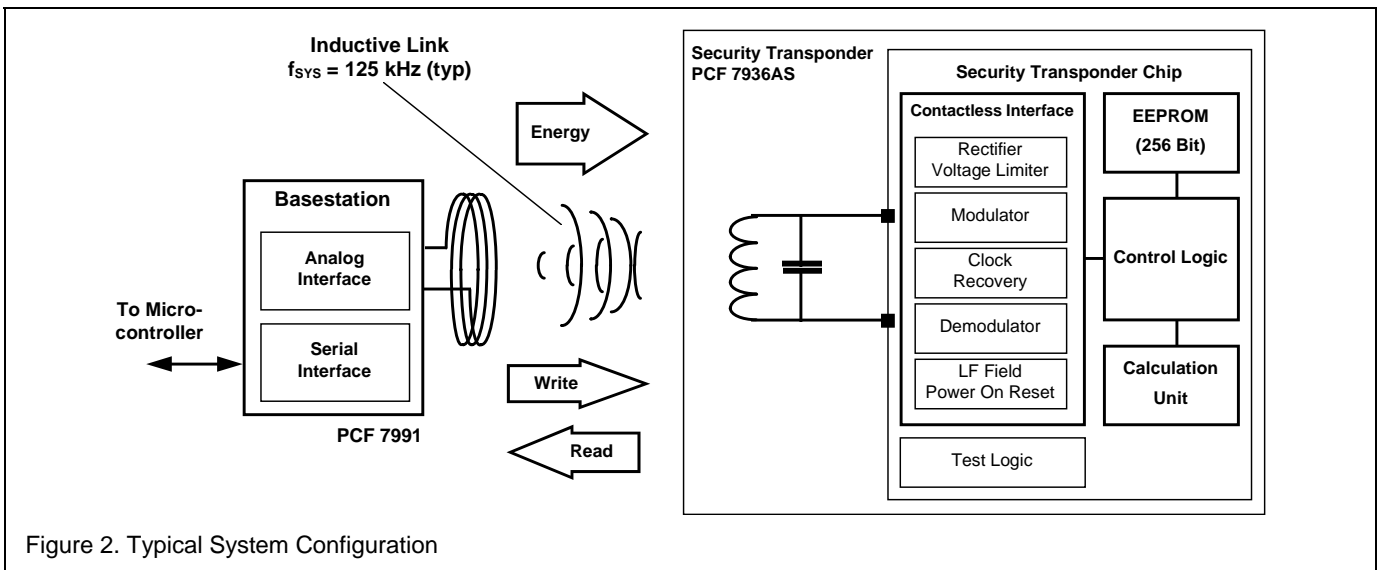 Inductive Link
fSYS = 125 kHz (typ)
Energy
Basestation
Analog
Interface
Serial
Interface
To Micro-
controller
PCF 7991
Write
Read
Security Transponder
PCF 7936AS
Security Transponder Chip
Contactless Interface
Rectifier
Voltage Limiter
Modulator
Clock
Recovery
Demodulator
LF Field
Power On Reset
Test Logic
EEPROM
(256 Bit)
Control Logic
Calculation
Unit
Figure 2. Typical System Configuration